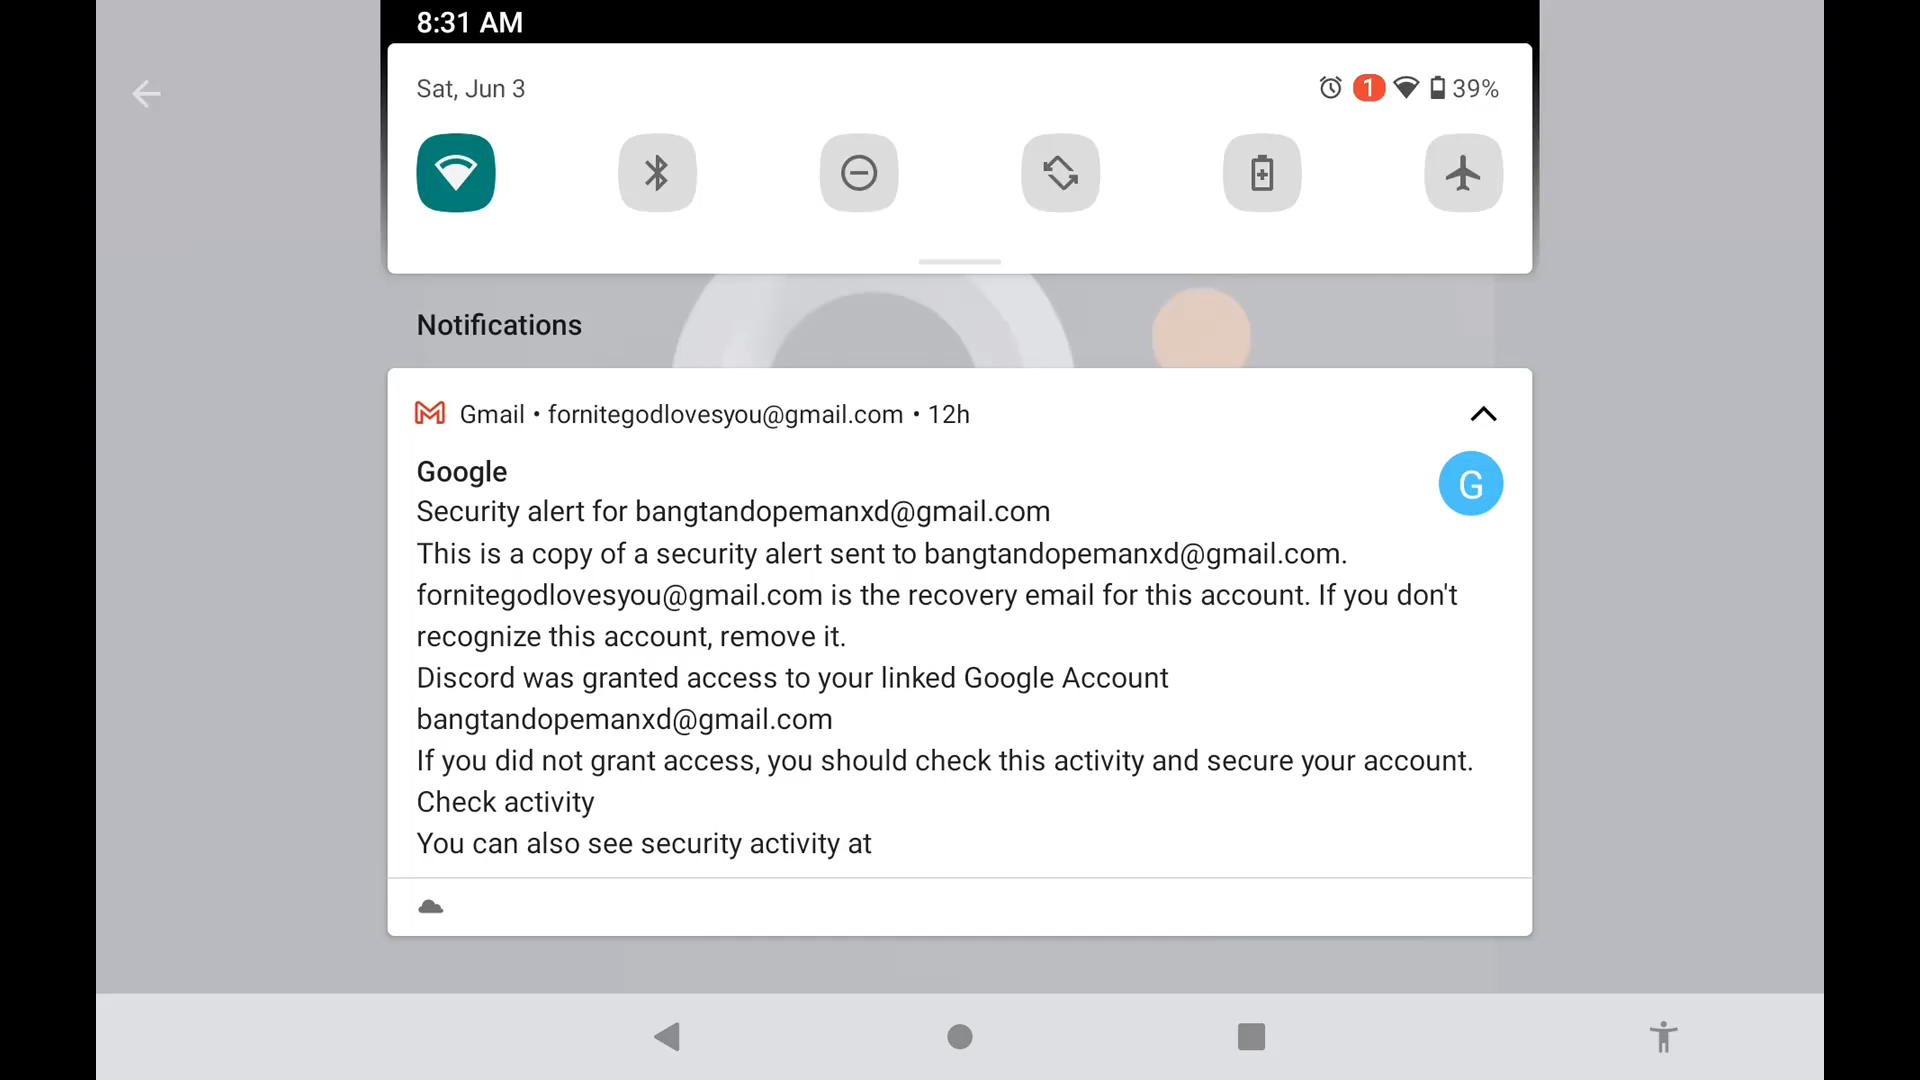 8:31 AM
Sat, Jun 3
1
39%
Notifications
Gmail • fornitegodlovesyou@gmail.com • 12h
Google
G
Security alert for bangtandopemanxd@gmail.com
This is a copy of a security alert sent to bangtandopemanxd@gmail.com.
fornitegodlovesyou@gmail.com is the recovery email for this account. If you don't
recognize this account, remove it.
Discord was granted access to your linked Google Account
bangtandopemanxd@gmail.com
If you did not grant access, you should check this activity and secure your account.
Check activity
You can also see security activity at